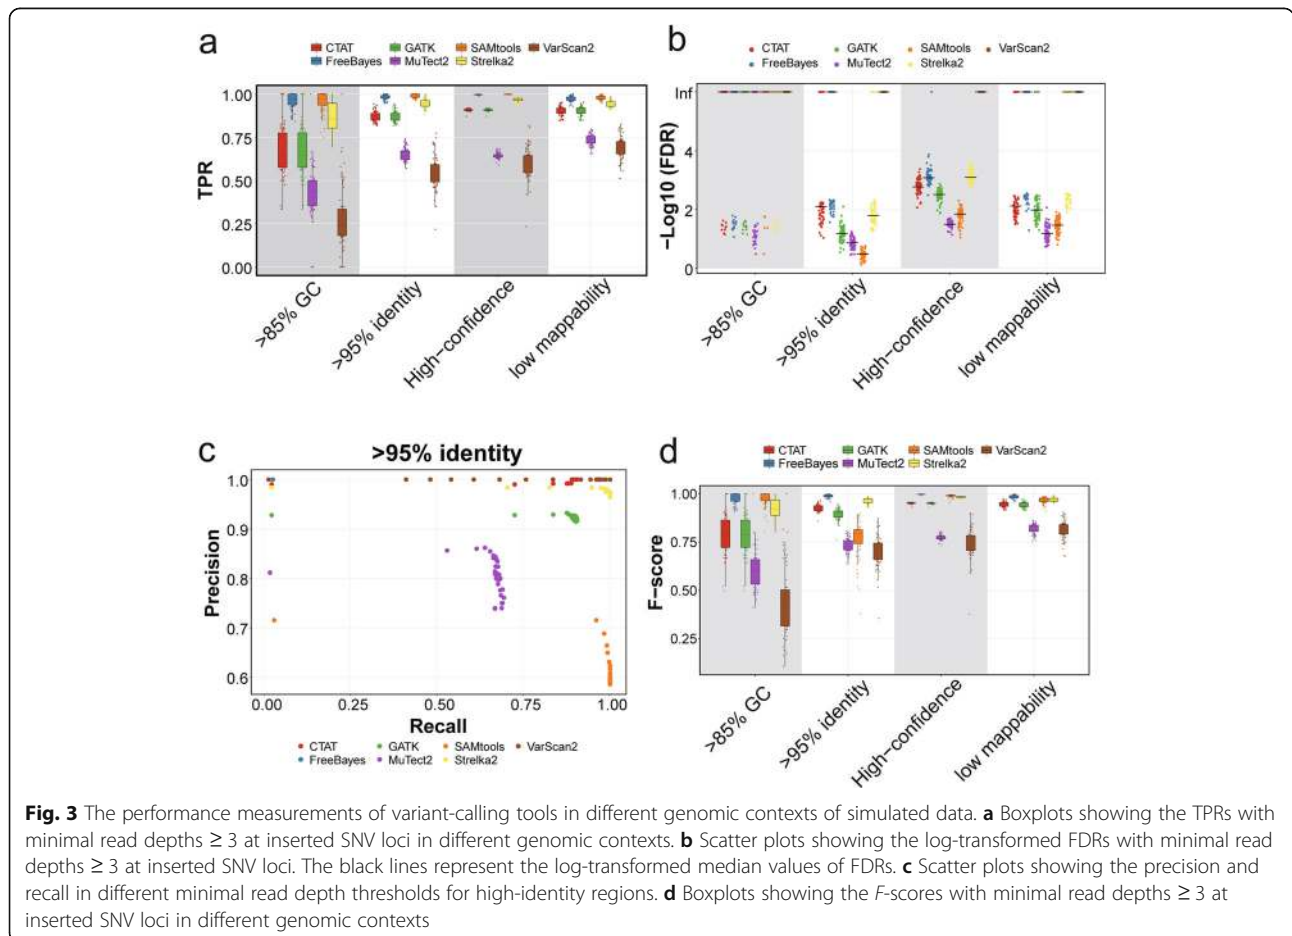 a
CTAT GATK SAMtools VarScan2
FreeBayes MuTect2 Strelka2
1.00
0.75
0.50
0.25
0.00
TPR
>85% GC
>95% identity
High-confidence
low mappability
b
CTAT GATK SAMtools VarScan2
FreeBayes MuTect2 Strelka2
Inf
4
2
0
-Log10 (FDR)
>85% GC
>95% identity
High-confidence
low mappability
c
>95% identity
1.0
0.9
0.8
0.7
0.6
Precision
0.00 0.25 0.50 0.75 1.00
Recall
CTAT GATK SAMtools VarScan2
FreeBayes MuTect2 Strelka2
d
CTAT GATK SAMtools VarScan2
FreeBayes MuTect2 Strelka2
1.00
0.75
0.50
0.25
F-score
>85% GC
>95% identity
High-confidence
low mappability
Fig. 3 The performance measurements of variant-calling tools in different genomic contexts of simulated data. a Boxplots showing the TPRs with
minimal read depths ≥ 3 at inserted SNV loci in different genomic contexts. b Scatter plots showing the log-transformed FDRs with minimal read
depths ≥ 3 at inserted SNV loci. The black lines represent the log-transformed median values of FDRs. c Scatter plots showing the precision and
recall in different minimal read depth thresholds for high-identity regions. d Boxplots showing the F-scores with minimal read depths ≥ 3 at
inserted SNV loci in different genomic contexts